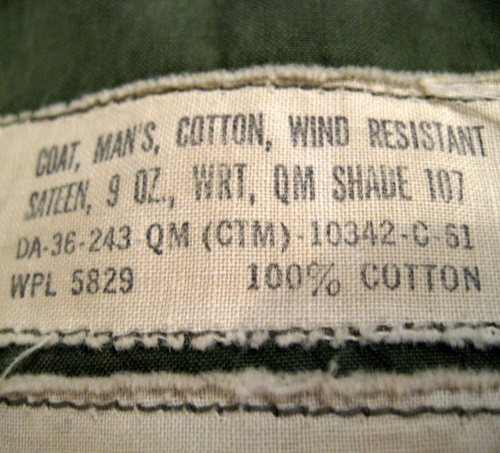 COAT, MAN'S, COTTON, WIND RESISTANT
SATEEN, 9 OZ., WRT, QM SHADE 107
DA-36-243 QM (CTM)-10342-C-61
WPL 5829 100% COTTON